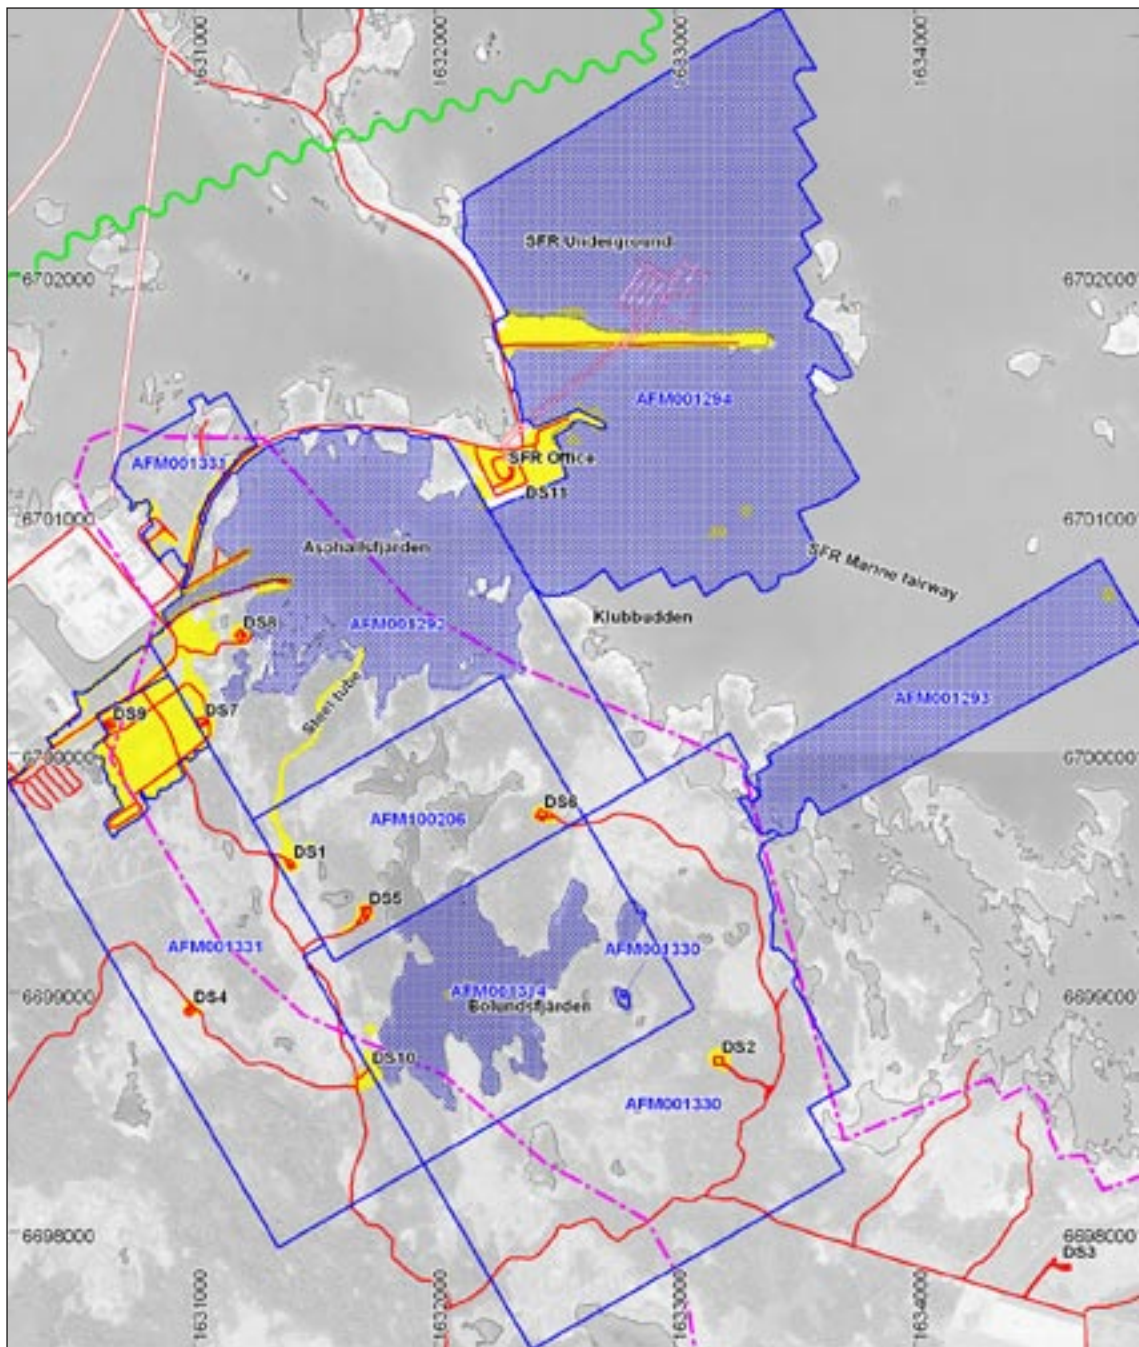 1631000
1632000
1633000
1634000
SFR Underground
6702000
6702000
AFM001294
SFR Office
AFM001331
DS11
6701000
6701000
Asphällsfjärden
SFR Marine fairway
Klubbudden
AFM001292
DS8
Steel tube
AFM001293
DS9
DS7
6700000
6700000
DS6
AFM100206
DS1
DS5
AFM001331
AFM001330
DS4
Bolundsfjärden
6699000
6699000
DS2
DS10
AFM001330
6698000
6698000
DS3
1631000
1632000
1633000
1634000